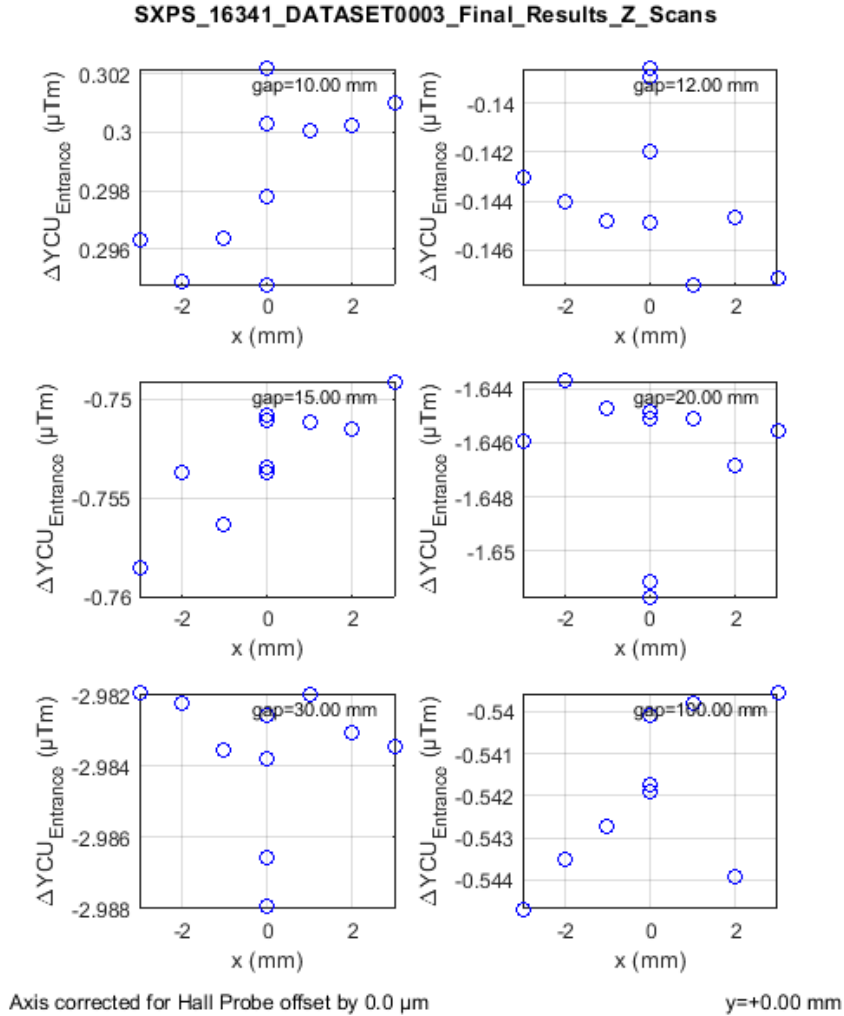 SXPS_16341_DATASET0003_Final_Results_Z_Scans
ΔYCU_Entrance (μTm)
0.302
0.3
0.298
0.296
gap=10.00 mm
-2
0
2
x (mm)
ΔYCU_Entrance (μTm)
-0.14
-0.142
-0.144
-0.146
gap=12.00 mm
-2
0
2
x (mm)
ΔYCU_Entrance (μTm)
-0.75
-0.755
-0.76
gap=15.00 mm
-2
0
2
x (mm)
ΔYCU_Entrance (μTm)
-1.644
-1.646
-1.648
-1.65
gap=20.00 mm
-2
0
2
x (mm)
ΔYCU_Entrance (μTm)
-2.982
-2.984
-2.986
-2.988
gap=30.00 mm
-2
0
2
x (mm)
ΔYCU_Entrance (μTm)
-0.54
-0.541
-0.542
-0.543
-0.544
gap=100.00 mm
-2
0
2
x (mm)
Axis corrected for Hall Probe offset by 0.0 μm
y=+0.00 mm